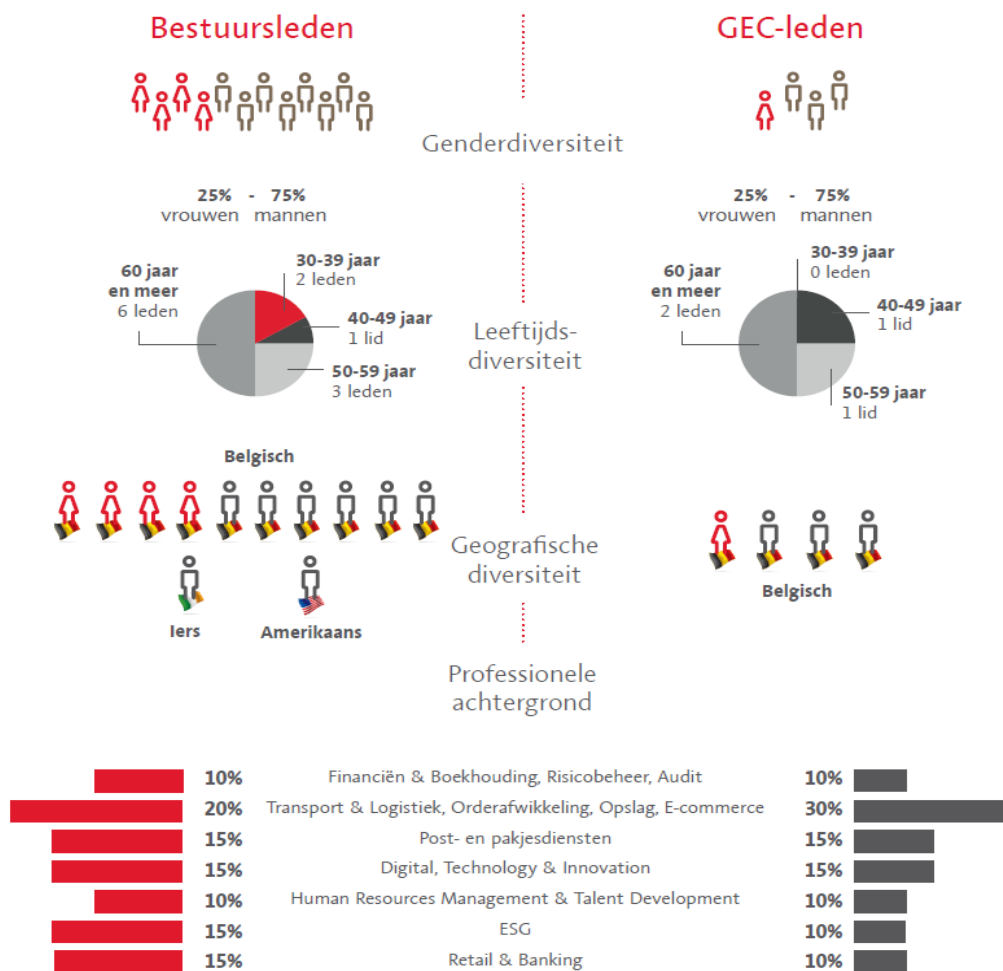 Bestuursleden
GEC-leden
Genderdiversiteit
25% - 75%
vrouwen mannen
25% - 75%
vrouwen mannen
60 jaar
en meer
6 leden
30-39 jaar
2 leden
40-49 jaar
1 lid
50-59 jaar
3 leden
Leeftijds-
diversiteit
60 jaar
en meer
2 leden
30-39 jaar
0 leden
40-49 jaar
1 lid
50-59 jaar
1 lid
Belgisch
Iers
Amerikaans
Geografische
diversiteit
Belgisch
Professionele
achtergrond
10% Financiën & Boekhouding, Risicobeheer, Audit 10%
20% Transport & Logistiek, Orderafwikkeling, Opslag, E-commerce 30%
15% Post- en pakjesdiensten 15%
15% Digital, Technology & Innovation 15%
10% Human Resources Management & Talent Development 10%
15% ESG 10%
15% Retail & Banking 10%